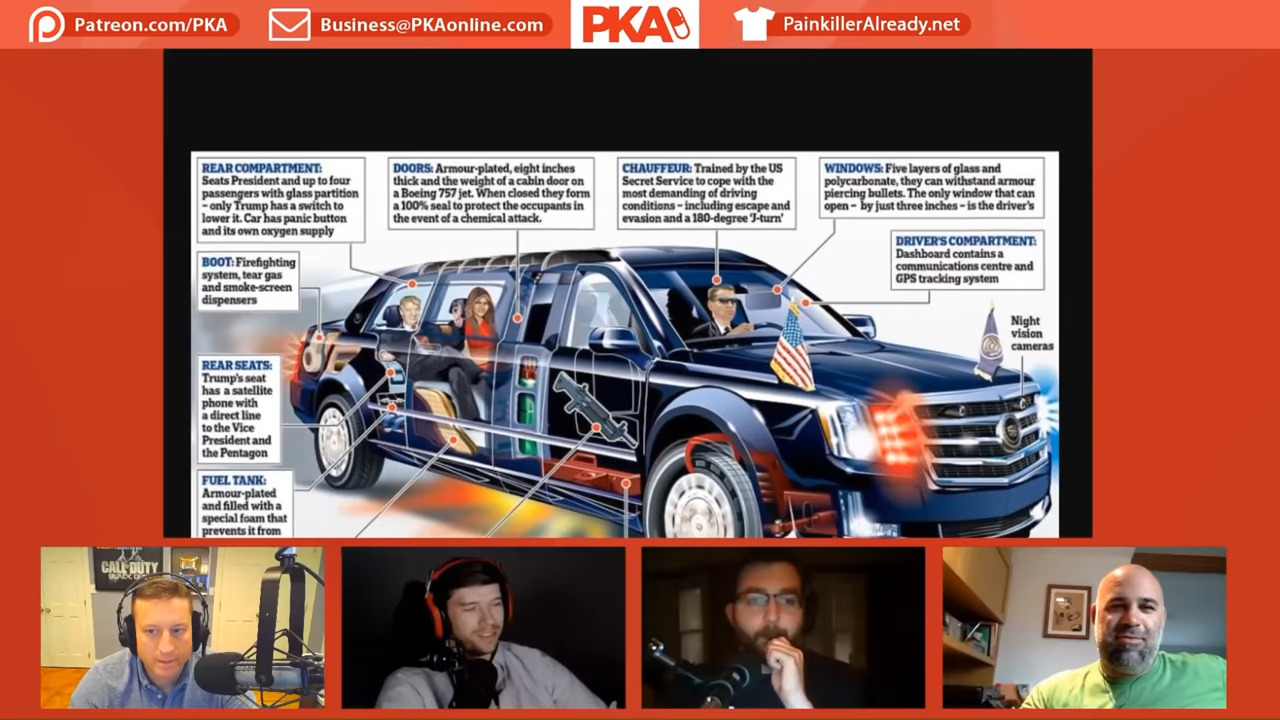 Patreon.com/PKA
Business@PKAonline.com
PKA
PainkillerAlready.net
REAR COMPARTMENT:
Seats President and up to four
passengers with glass partition
– only Trump has a switch to
lower it. Car has panic button
and its own oxygen supply
DOORS: Armour-plated, eight inches
thick and the weight of a cabin door on
a Boeing 757 jet. When closed they form
a 100% seal to protect the occupants in
the event of a chemical attack.
CHAUFFEUR: Trained by the US
Secret Service to cope with the
most demanding of driving
conditions – including escape and
evasion and a 180-degree ‘J-turn’
WINDOWS: Five layers of glass and
polycarbonate, they can withstand armour
piercing bullets. The only window that can
open – by just three inches – is the driver’s
DRIVER’S COMPARTMENT:
Dashboard contains a
communications centre and
GPS tracking system
BOOT: Firefighting
system, tear gas
and smoke-screen
dispensers
Night
vision
cameras
REAR SEATS:
Trump’s seat
has a satellite
phone with
a direct line
to the Vice
President and
the Pentagon
FUEL TANK:
Armour-plated
and filled with a
special foam that
prevents it from
CALL OF DUTY
BLACK OPS